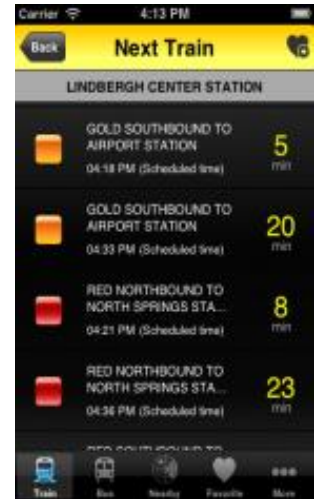 Carrier 4:13 PM
Back Next Train
LINDBERGH CENTER STATION
GOLD SOUTHBOUND TO
AIRPORT STATION
04:18 PM (Scheduled time)
5
min
GOLD SOUTHBOUND TO
AIRPORT STATION
04:33 PM (Scheduled time)
20
min
RED NORTHBOUND TO
NORTH SPRINGS STA...
04:21 PM (Scheduled time)
8
min
RED NORTHBOUND TO
NORTH SPRINGS STA...
04:36 PM (Scheduled time)
23
min
RED SOUTHBOUND TO
Train Bus Nearby Favorite More